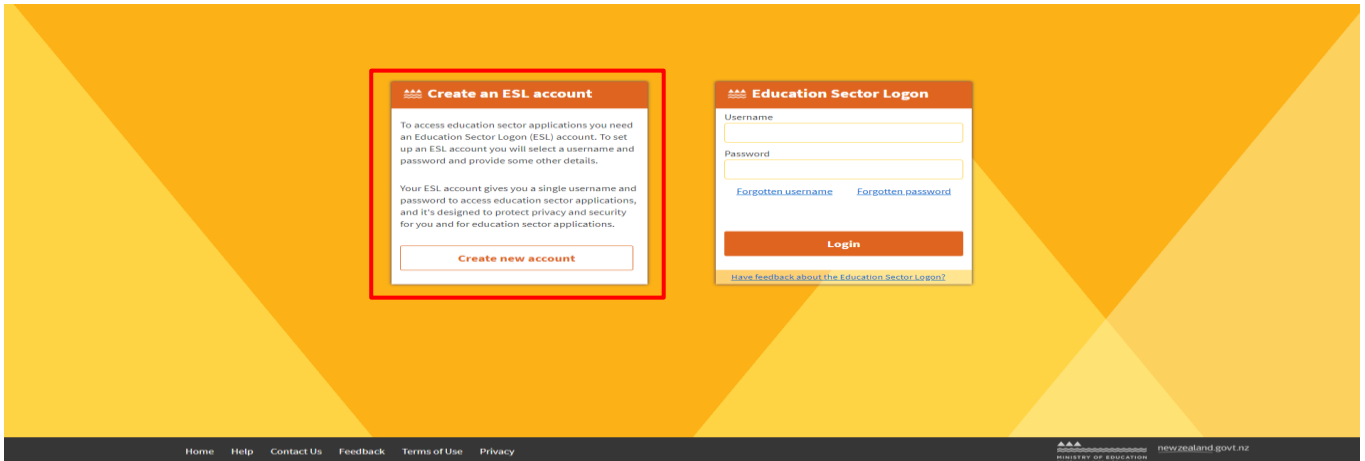 Create an ESL account
To access education sector applications you need
an Education Sector Logon (ESL) account. To set
up an ESL account you will select a username and
password and provide some other details.
Your ESL account gives you a single username and
password to access education sector applications,
and it's designed to protect privacy and security
for you and for education sector applications.
Create new account
Education Sector Logon
Username
Password
Forgotten username Forgotten password
Login
Have feedback about the Education Sector Logon?
Home Help Contact Us Feedback Terms of Use Privacy
MINISTRY OF EDUCATION
newzealand.govt.nz